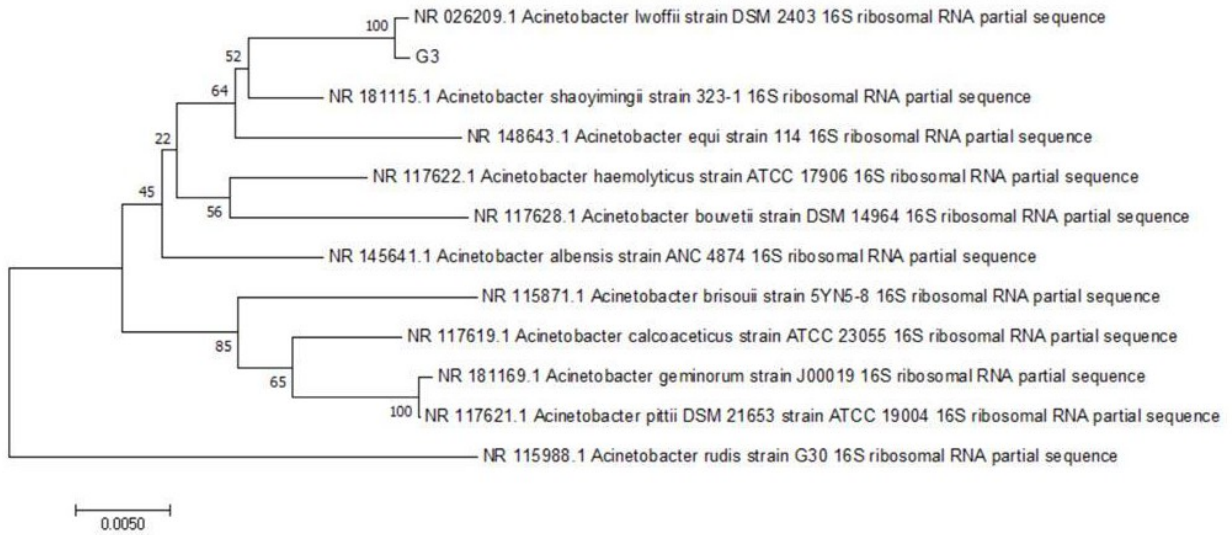 NR 026209.1 Acinetobacter lwoffii strain DSM 2403 16S ribosomal RNA partial sequence
100
G3
52
NR 181115.1 Acinetobacter shaoyimingii strain 323-1 16S ribosomal RNA partial sequence
64
NR 148643.1 Acinetobacter equi strain 114 16S ribosomal RNA partial sequence
22
NR 117622.1 Acinetobacter haemolyticus strain ATCC 17906 16S ribosomal RNA partial sequence
45
56
NR 117628.1 Acinetobacter bouvetii strain DSM 14964 16S ribosomal RNA partial sequence
NR 145641.1 Acinetobacter albensis strain ANC 4874 16S ribosomal RNA partial sequence
NR 115871.1 Acinetobacter brisouii strain 5YN5-8 16S ribosomal RNA partial sequence
85
NR 117619.1 Acinetobacter calcoaceticus strain ATCC 23055 16S ribosomal RNA partial sequence
65
NR 181169.1 Acinetobacter geminorum strain J00019 16S ribosomal RNA partial sequence
100
NR 117621.1 Acinetobacter pittii DSM 21653 strain ATCC 19004 16S ribosomal RNA partial sequence
NR 115988.1 Acinetobacter rudis strain G30 16S ribosomal RNA partial sequence
0.0050